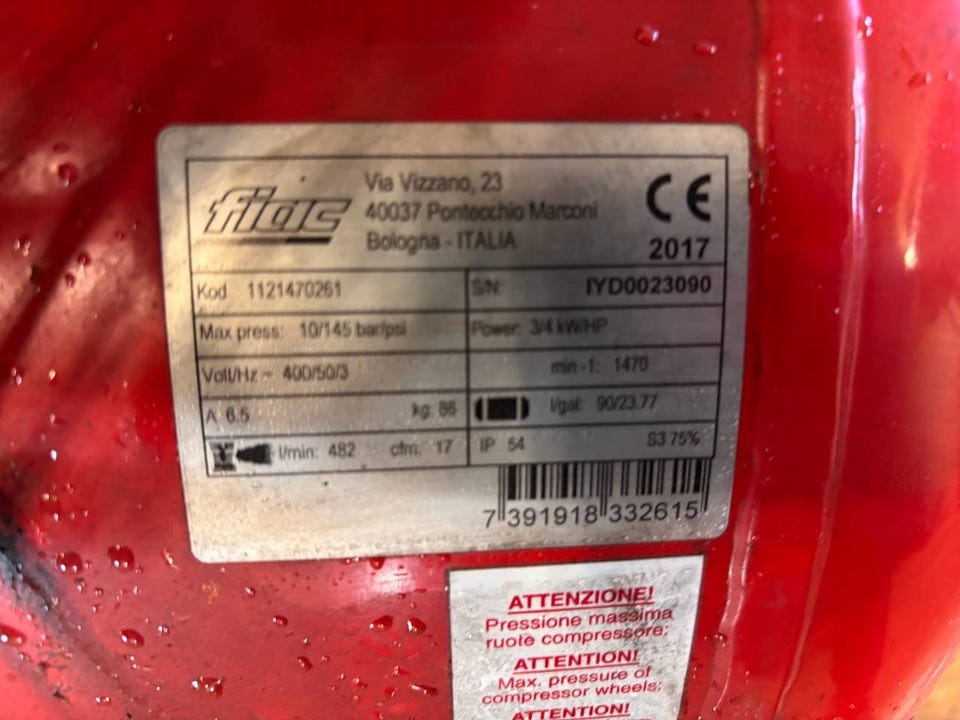 fiac
Via Vizzano, 23
40037 Pontecchio Marconi
Bologna - ITALIA
CE
2017
Kod 1121470261
S/N: IYD0023090
Max press: 10/145 bar/psi
Power: 3/4 kW/HP
Volt/Hz ~ 400/50/3
min -1: 1470
A 6.5 kg. 86
l/gal: 90/23.77
l/min: 482 cfm: 17
IP 54 S3 75%
7 391918 332615
ATTENZIONE!
Pressione massima
ruote compressore:
ATTENTION!
Max. pressure of
compressor wheels:
ATTENTION!